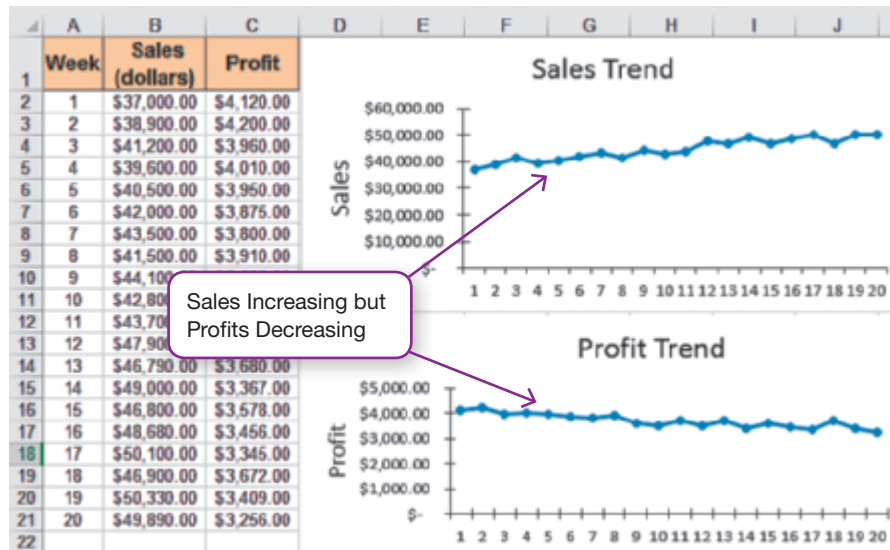 A B C D E F G H I J
1 Week Sales (dollars) Profit
2 1 $37,000.00 $4,120.00
3 2 $38,900.00 $4,200.00
4 3 $41,200.00 $3,960.00
5 4 $39,600.00 $4,010.00
6 5 $40,500.00 $3,950.00
7 6 $42,000.00 $3,875.00
8 7 $43,500.00 $3,800.00
9 8 $41,500.00 $3,910.00
10 9 $44,100
11 10 $42,800
12 11 $43,700
13 12 $47,900
14 13 $46,790.00 $3,680.00
15 14 $49,000.00 $3,367.00
16 15 $46,800.00 $3,578.00
17 16 $48,680.00 $3,456.00
18 17 $50,100.00 $3,345.00
19 18 $46,900.00 $3,672.00
20 19 $50,330.00 $3,409.00
21 20 $49,890.00 $3,256.00
22
Sales Trend
Sales
$60,000.00
$50,000.00
$40,000.00
$30,000.00
$20,000.00
$10,000.00
$-
1 2 3 4 5 6 7 8 9 10 11 12 13 14 15 16 17 18 19 20
Sales Increasing but
Profits Decreasing
Profit Trend
Profit
$5,000.00
$4,000.00
$3,000.00
$2,000.00
$1,000.00
$-
1 2 3 4 5 6 7 8 9 10 11 12 13 14 15 16 17 18 19 20